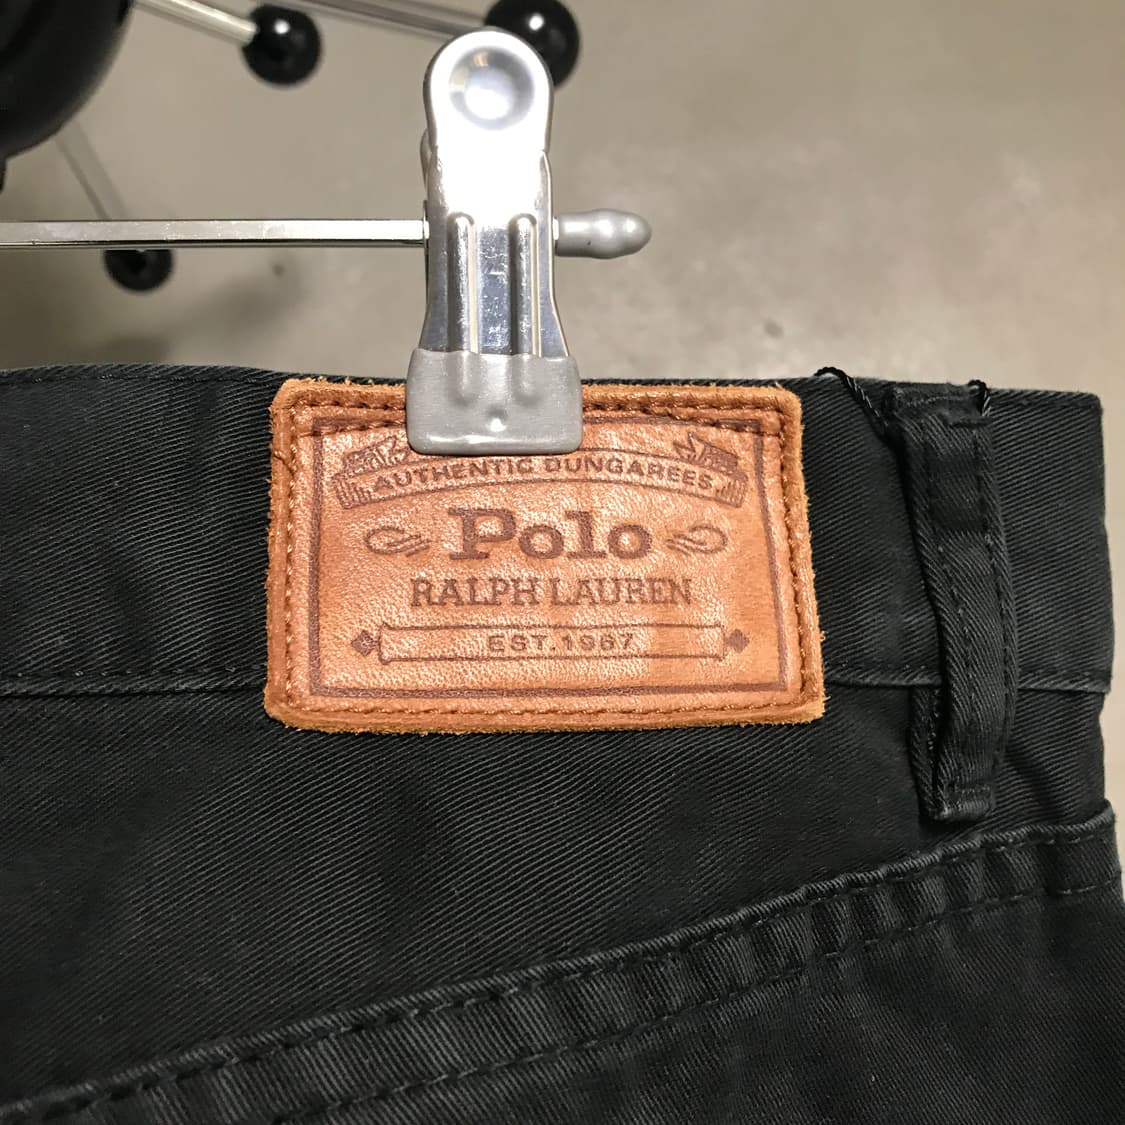 AUTHENTIC DUNGAREES
Polo
RALPH LAUREN
EST.1967